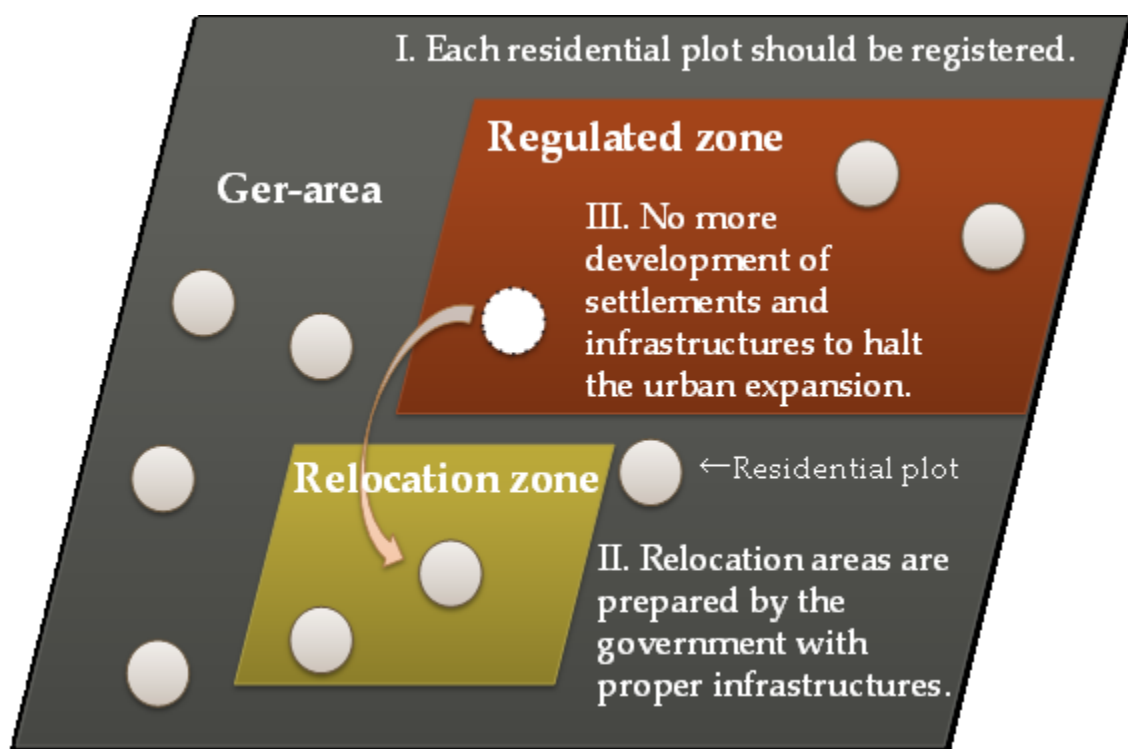 I. Each residential plot should be registered.
Regulated zone
Ger-area
III. No more
development of
settlements and
infrastructures to halt
the urban expansion.
Relocation zone
←Residential plot
II. Relocation areas are
prepared by the
government with
proper infrastructures.